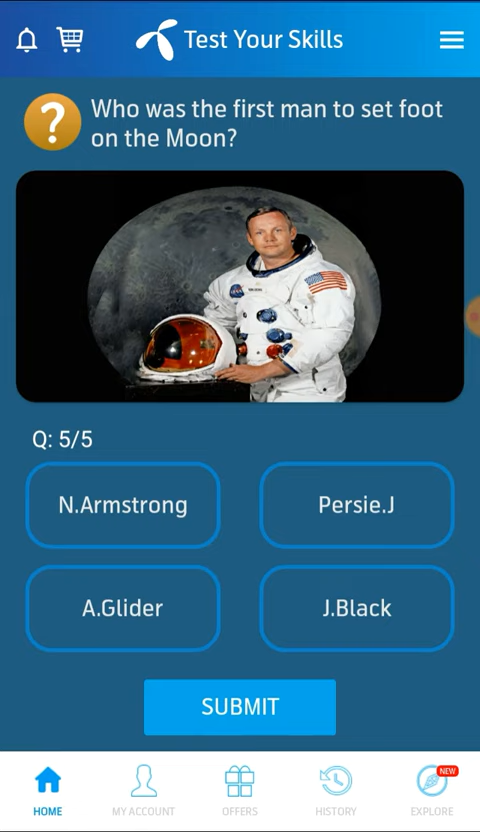 Test Your Skills
?
Who was the first man to set foot
on the Moon?
Q: 5/5
N.Armstrong
Persie.J
A.Glider
J.Black
SUBMIT
HOME
MY ACCOUNT
OFFERS
HISTORY
NEW
EXPLORE